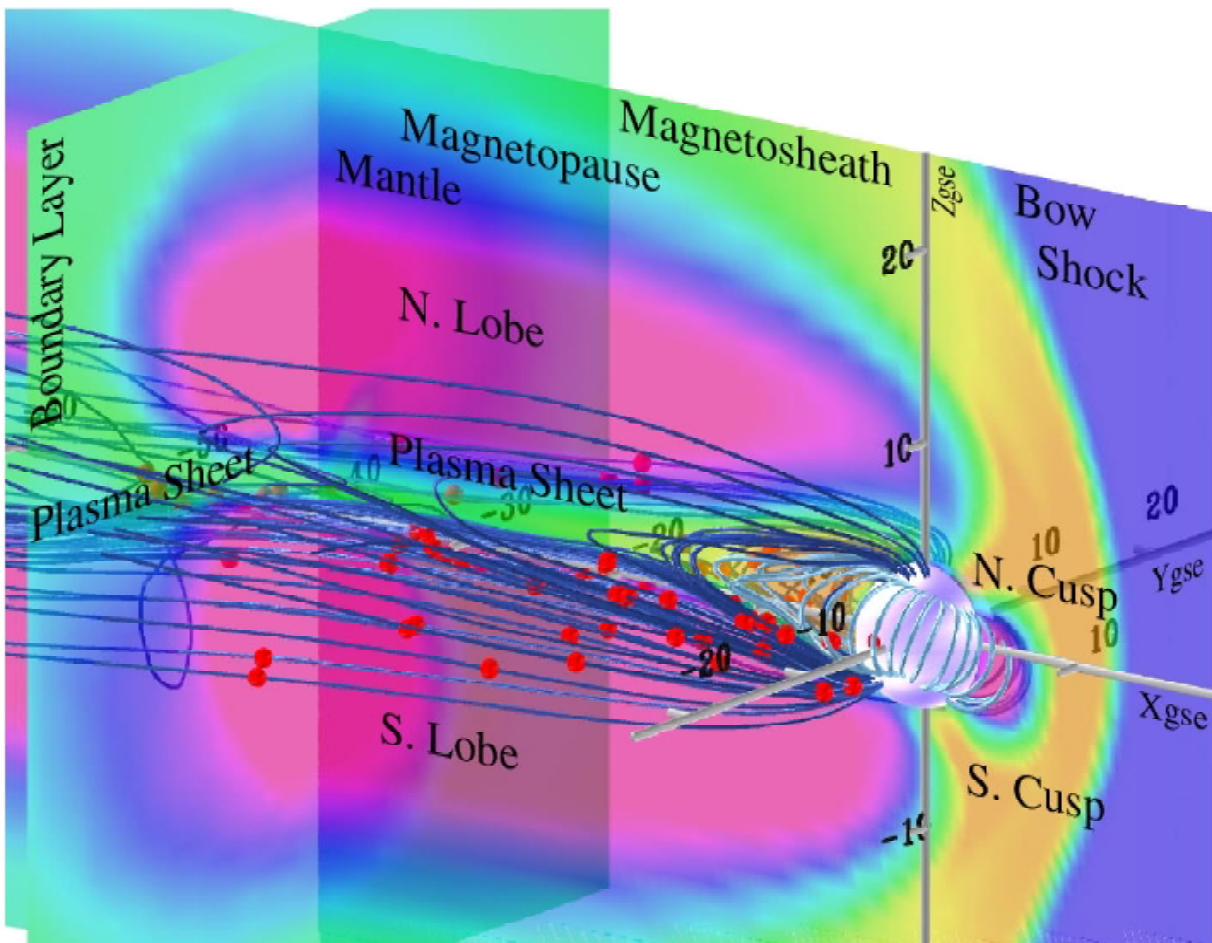 Magnetosheath
Magnetopause
Mantle
Boundary Layer
Zgse
Bow
Shock
20
N. Lobe
10
Plasma Sheet
Plasma Sheet
-30
-20
20
10
Ygse
N. Cusp
10
-10
-20
Xgse
S. Lobe
S. Cusp